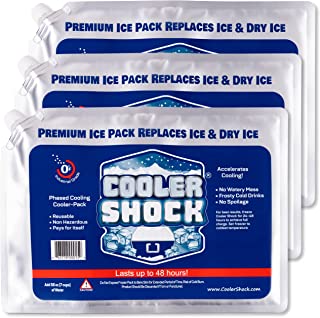 PREMIUM ICE PACK REPLACES ICE & DRY ICE
PREMIUM ICE PACK REPLACES ICE & DRY ICE
PREMIUM ICE PACK REPLACES ICE & DRY ICE
COOLER
SHOCK®
Phased Cooling
Cooler-Pack
• Reusable
• Non Hazardous
• Pays for itself
Accelerates
Cooling!
• No Watery Mess
• Frosty Cold Drinks
• No Spoilage
Lasts up to 48 hours!
of Water
www.CoolerShock.com